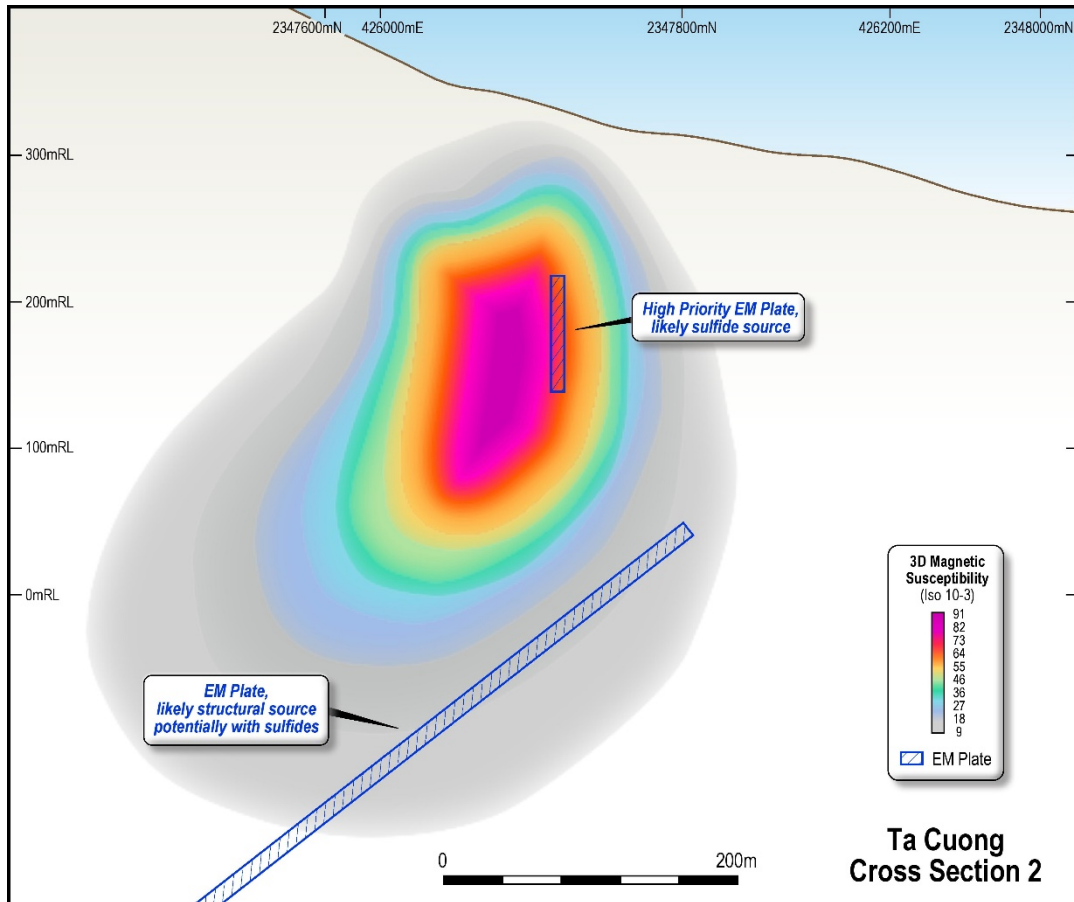 2347600mN 426000mE 2347800mN 426200mE 2348000mN
300mRL
200mRL
High Priority EM Plate,
likely sulfide source
100mRL
0mRL
EM Plate,
likely structural source
potentially with sulfides
3D Magnetic
Susceptibility
(Iso 10-3)
91
82
73
64
55
46
36
27
18
9
EM Plate
0 200m
Ta Cuong
Cross Section 2